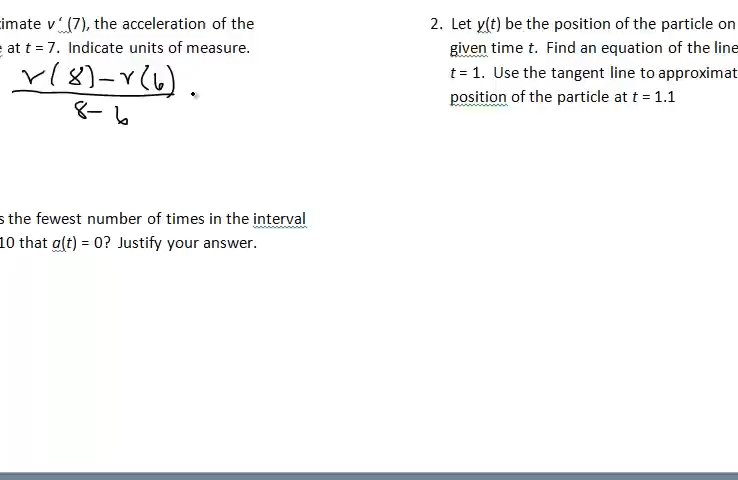 imate v ′ (7), the acceleration of the
at t = 7. Indicate units of measure.
v(8)-v(6)
8-6
s the fewest number of times in the interval
10 that a(t) = 0? Justify your answer.
2. Let y(t) be the position of the particle on
given time t. Find an equation of the line
t = 1. Use the tangent line to approximat
position of the particle at t = 1.1